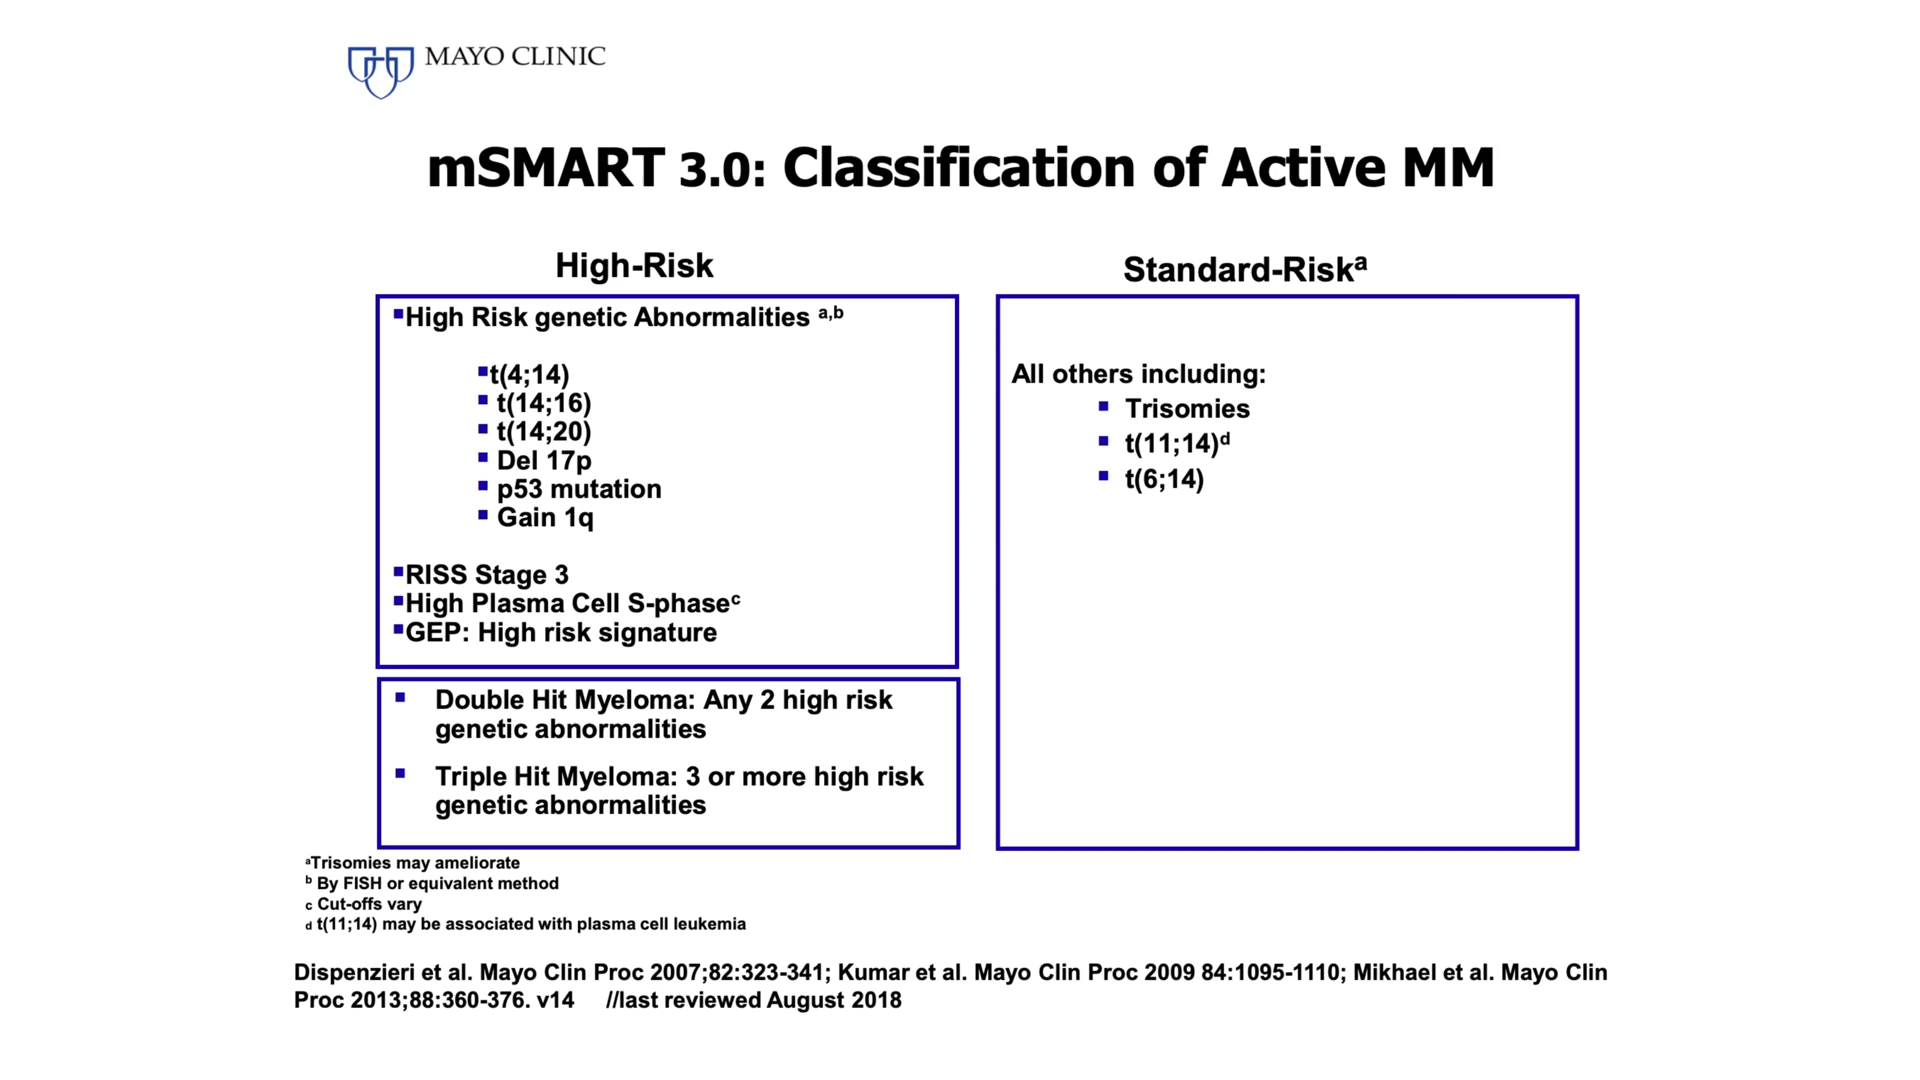 MAYO CLINIC
mSMART 3.0: Classification of Active MM
High-Risk
▪High Risk genetic Abnormalities a,b
▪t(4;14)
▪ t(14;16)
▪ t(14;20)
▪ Del 17p
▪ p53 mutation
▪ Gain 1q
▪RISS Stage 3
▪High Plasma Cell S-phasec
▪GEP: High risk signature
▪ Double Hit Myeloma: Any 2 high risk
genetic abnormalities
▪ Triple Hit Myeloma: 3 or more high risk
genetic abnormalities
Standard-Riska
All others including:
▪ Trisomies
▪ t(11;14)d
▪ t(6;14)
aTrisomies may ameliorate
b By FISH or equivalent method
c Cut-offs vary
d t(11;14) may be associated with plasma cell leukemia
Dispenzieri et al. Mayo Clin Proc 2007;82:323-341; Kumar et al. Mayo Clin Proc 2009 84:1095-1110; Mikhael et al. Mayo Clin
Proc 2013;88:360-376. v14 //last reviewed August 2018